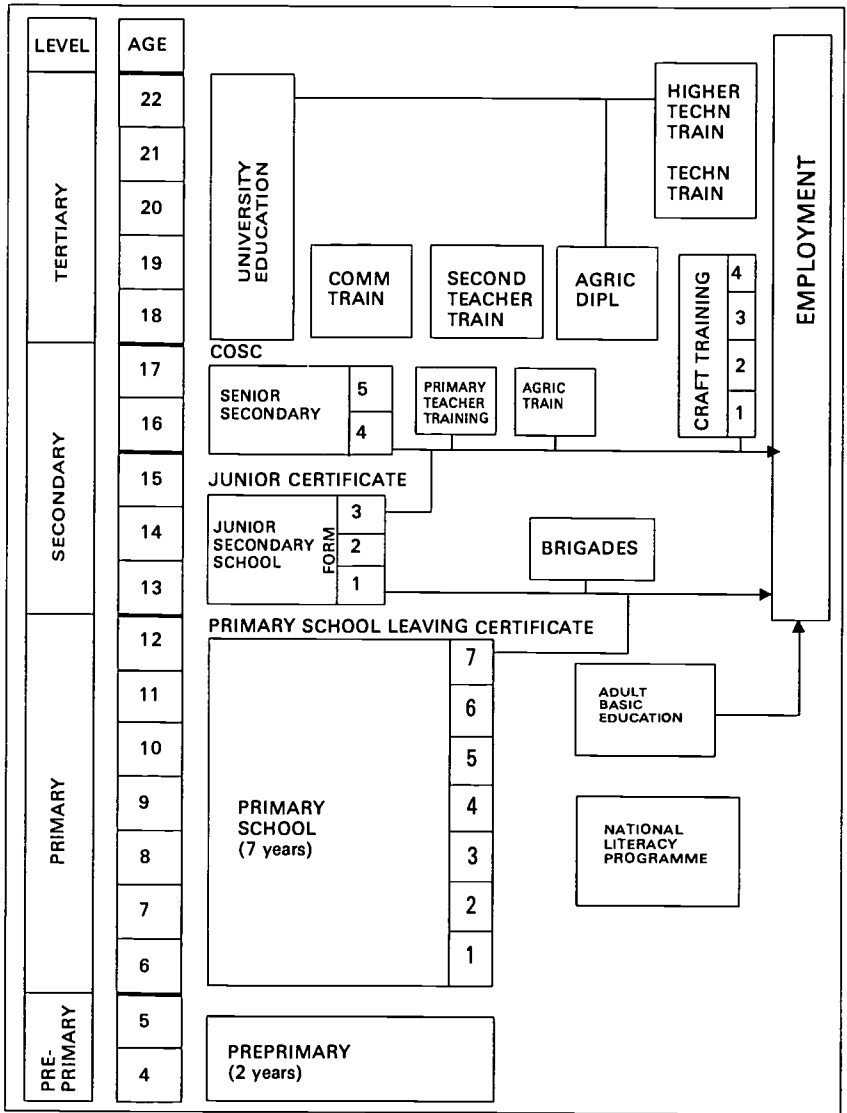 LEVEL
AGE
TERTIARY
SECONDARY
PRIMARY
PRE-
PRIMARY
22
21
20
19
18
17
16
15
14
13
12
11
10
9
8
7
6
5
4
UNIVERSITY
EDUCATION
HIGHER
TECHN
TRAIN
TECHN
TRAIN
EMPLOYMENT
COMM
TRAIN
SECOND
TEACHER
TRAIN
AGRIC
DIPL
CRAFT TRAINING
4
3
2
1
COSC
SENIOR
SECONDARY
5
4
PRIMARY
TEACHER
TRAINING
AGRIC
TRAIN
JUNIOR CERTIFICATE
JUNIOR
SECONDARY
SCHOOL
FORM
3
2
1
BRIGADES
PRIMARY SCHOOL LEAVING CERTIFICATE
PRIMARY
SCHOOL
(7 years)
7
6
5
4
3
2
1
ADULT
BASIC
EDUCATION
NATIONAL
LITERACY
PROGRAMME
PREPRIMARY
(2 years)